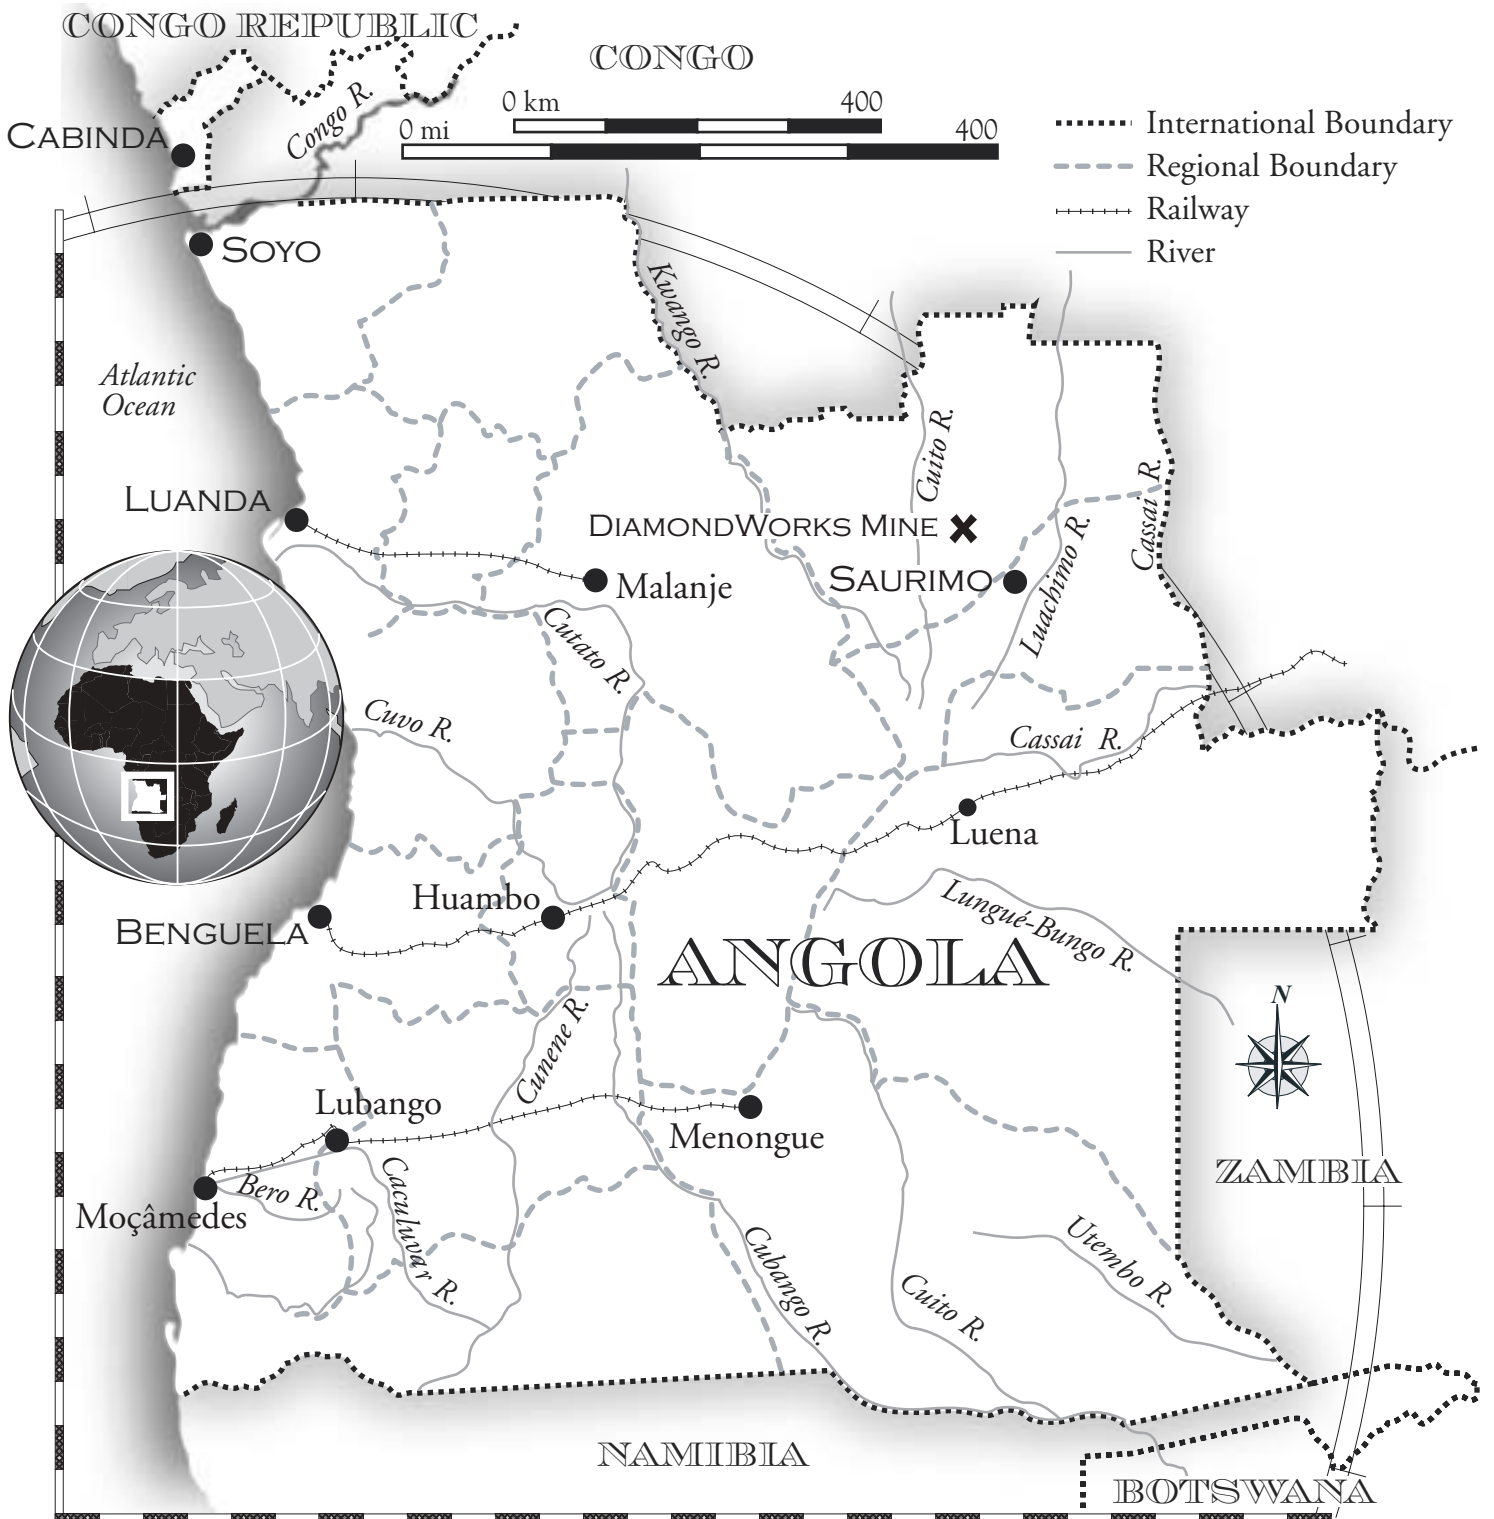 CONGO REPUBLIC
CONGO
0 km 400
0 mi 400
International Boundary
Regional Boundary
Railway
River
Congo R.
CABINDA
SOYO
Kwango R.
Atlantic
Ocean
Cuito R.
Cassai R.
LUANDA
DIAMONDWORKS MINE
Luachimo R.
SAURIMO
Malanje
Cutato R.
Cuvo R.
Cassai R.
Luena
Huambo
Lungué-Bungo R.
BENGUELA
ANGOLA
N
Cunene R.
Lubango
Menongue
ZAMBIA
Bero R.
Caculuvar R.
Moçâmedes
Cubango R.
Cuito R.
Utembo R.
NAMIBIA
BOTSWANA